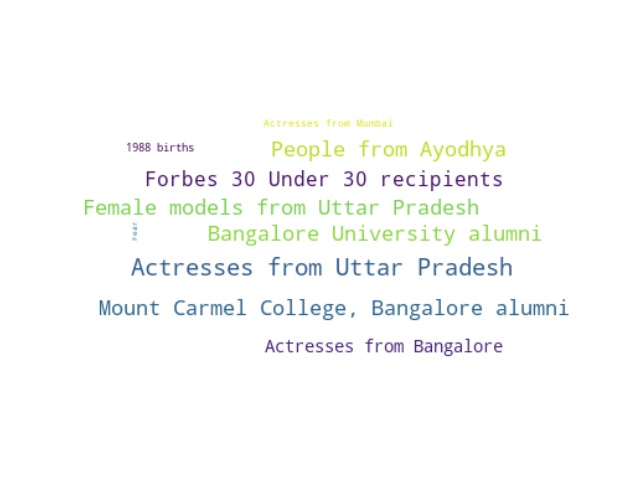 Actresses from Mumbai
1988 births
People from Ayodhya
Forbes 30 Under 30 recipients
Female models from Uttar Pradesh
Fear
Bangalore University alumni
Actresses from Uttar Pradesh
Mount Carmel College, Bangalore alumni
Actresses from Bangalore